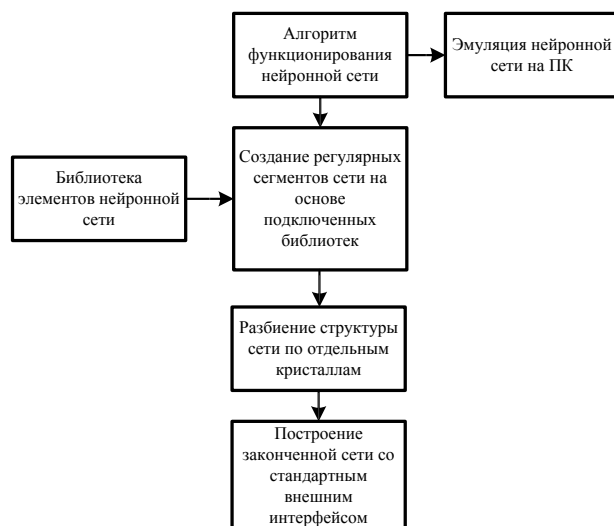 Алгоритм
функционирования
нейронной сети
Эмуляция нейронной
сети на ПК
Библиотека
элементов нейронной
сети
Создание регулярных
сегментов сети на
основе
подключенных
библиотек
Разбиение структуры
сети по отдельным
кристаллам
Построение
законченной сети со
стандартным
внешним
интерфейсом